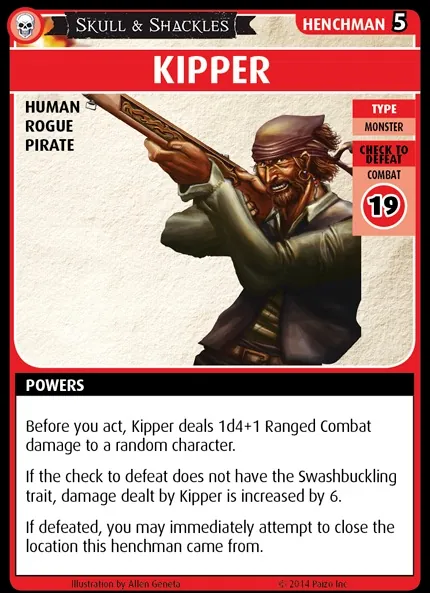 SKULL & SHACKLES
HENCHMAN 5
KIPPER
HUMAN
ROGUE
PIRATE
TYPE
MONSTER
CHECK TO
DEFEAT
COMBAT
19
POWERS
Before you act, Kipper deals 1d4+1 Ranged Combat
damage to a random character.
If the check to defeat does not have the Swashbuckling
trait, damage dealt by Kipper is increased by 6.
If defeated, you may immediately attempt to close the
location this henchman came from.
Illustration by Allen Geneta
© 2014 Paizo Inc